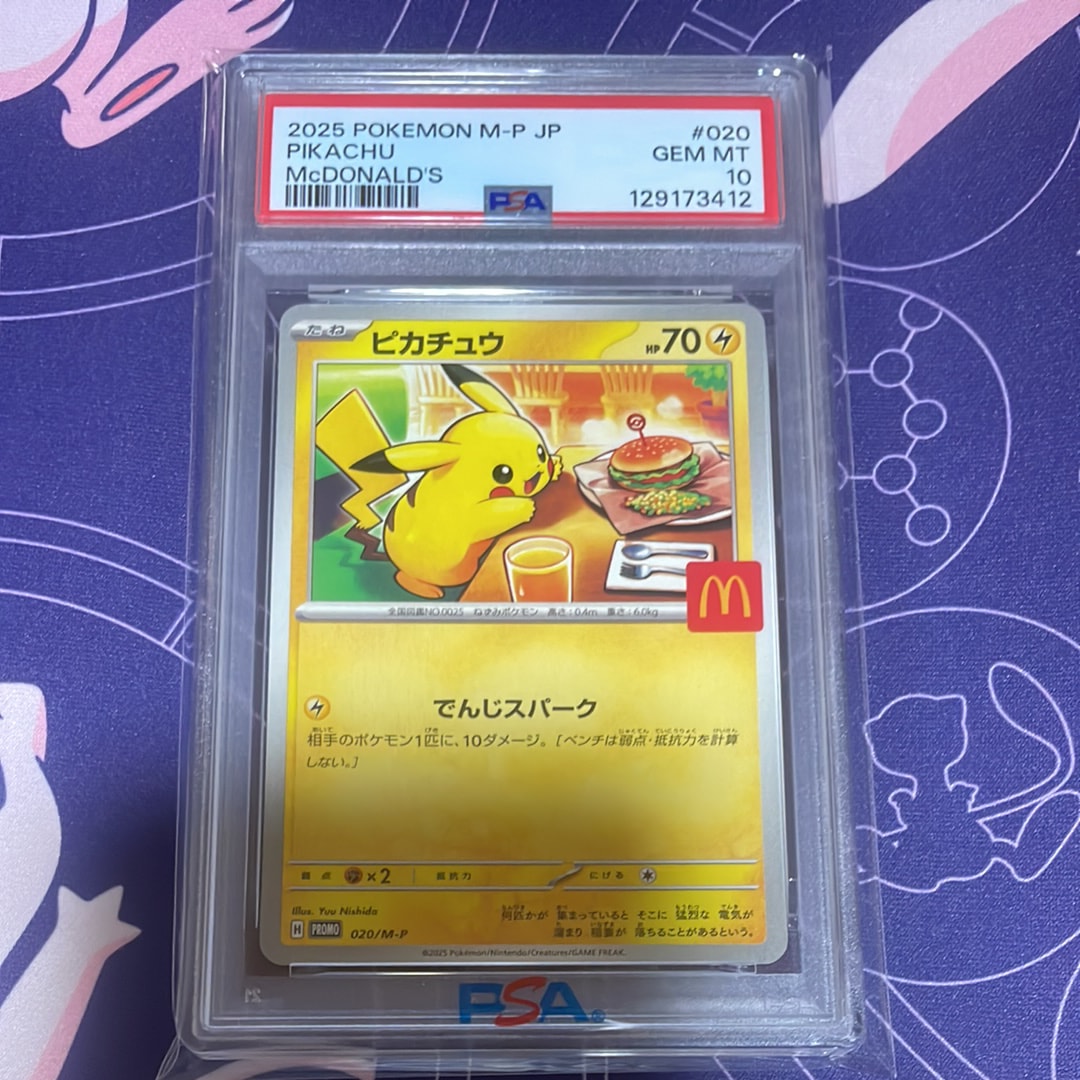 2025 POKEMON M-P JP #020
PIKACHU GEM MT
McDONALD'S 10
PSA 129173412
たね ピカチュウ HP70
全国図鑑NO.0025 ねずみポケモン 高さ:0.4m 重さ:6.0kg
でんじスパーク
相手のポケモン1匹に、10ダメージ。[ベンチは弱点・抵抗力を計算
しない。]
弱点 ×2 抵抗力 にげる
Illus. Yuu Nishida
何匹かが 集まっていると そこに 猛烈な 電気が
溜まり 稲妻が 落ちることがあるという。
H PROMO 020/M-P
©2025 Pokémon/Nintendo/Creatures/GAME FREAK.
PSA®